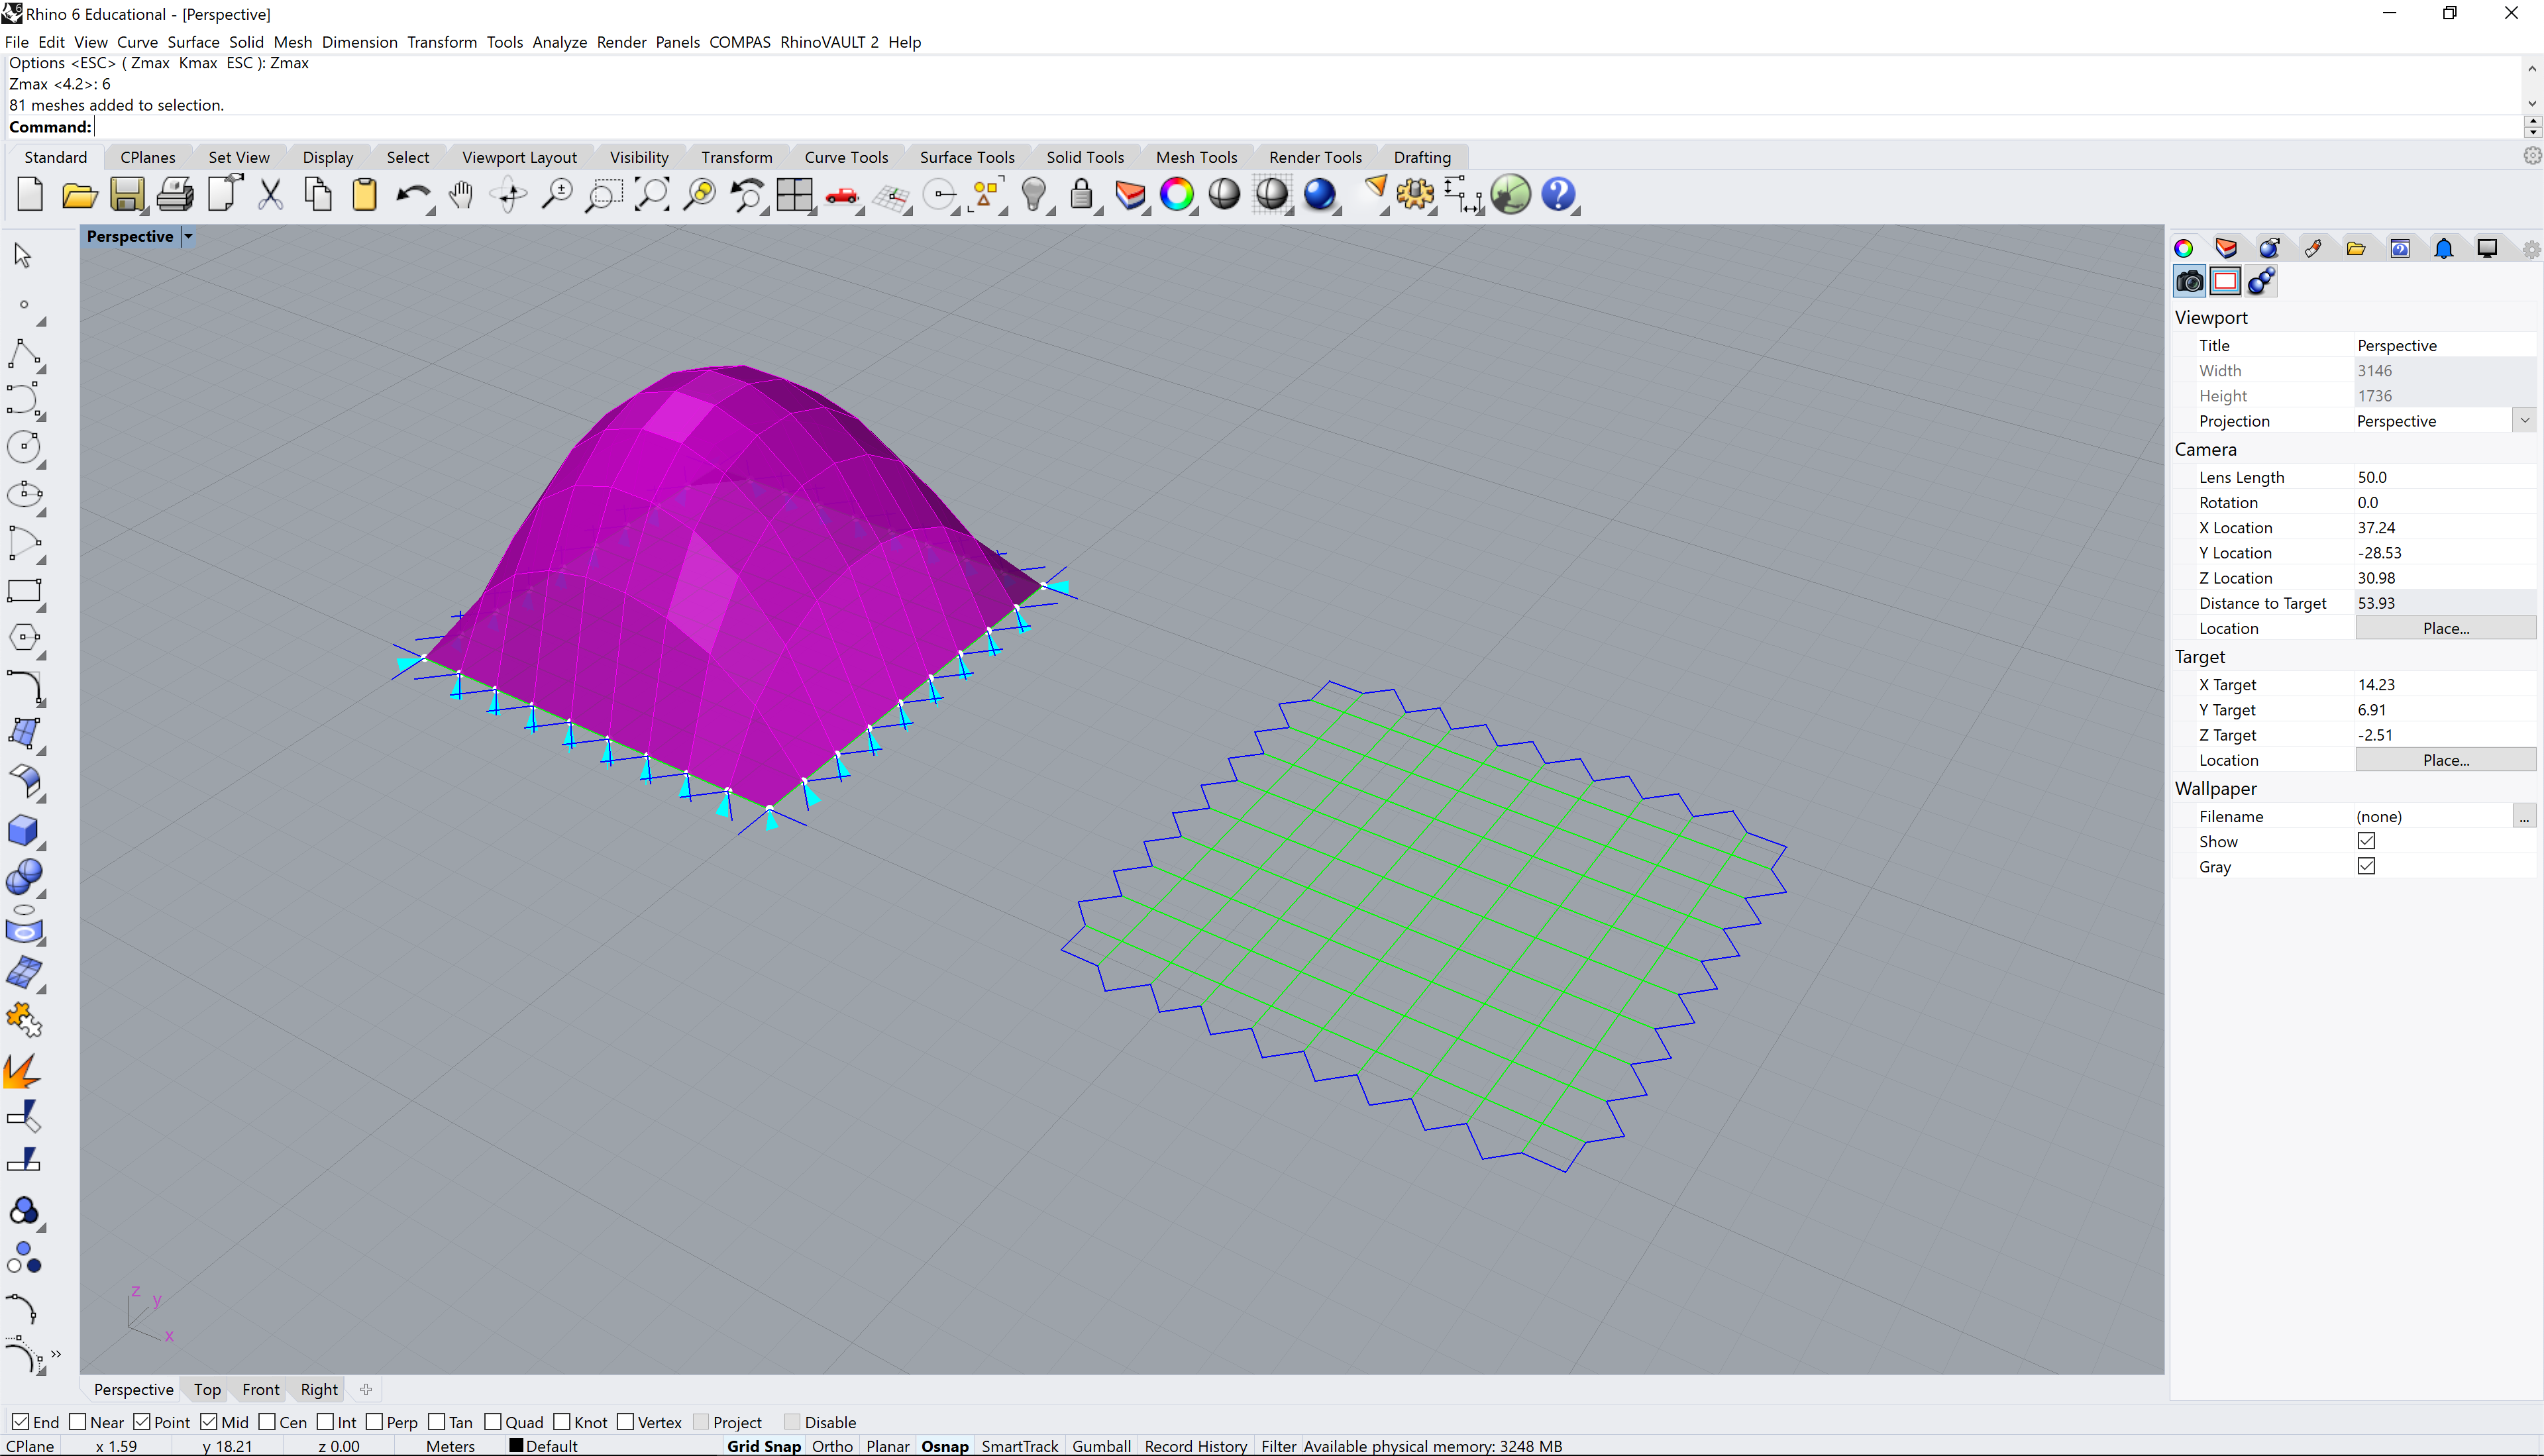 Rhino 6 Educational - [Perspective]
File Edit View Curve Surface Solid Mesh Dimension Transform Tools Analyze Render Panels COMPAS RhinoVAULT 2 Help
Options <ESC> ( Zmax Kmax ESC ): Zmax
Zmax <4.2>: 6
81 meshes added to selection.
Command:
Standard CPlanes Set View Display Select Viewport Layout Visibility Transform Curve Tools Surface Tools Solid Tools Mesh Tools Render Tools Drafting
Perspective
Viewport
Title Perspective
Width 3146
Height 1736
Projection Perspective
Camera
Lens Length 50.0
Rotation 0.0
X Location 37.24
Y Location -28.53
Z Location 30.98
Distance to Target 53.93
Location Place...
Target
X Target 14.23
Y Target 6.91
Z Target -2.51
Location Place...
Wallpaper
Filename (none) ...
Show
Gray
z
y
x
Perspective Top Front Right
End Near Point Mid Cen Int Perp Tan Quad Knot Vertex Project Disable
CPlane x 1.59 y 18.21 z 0.00 Meters Default Grid Snap Ortho Planar Osnap SmartTrack Gumball Record History Filter Available physical memory: 3248 MB